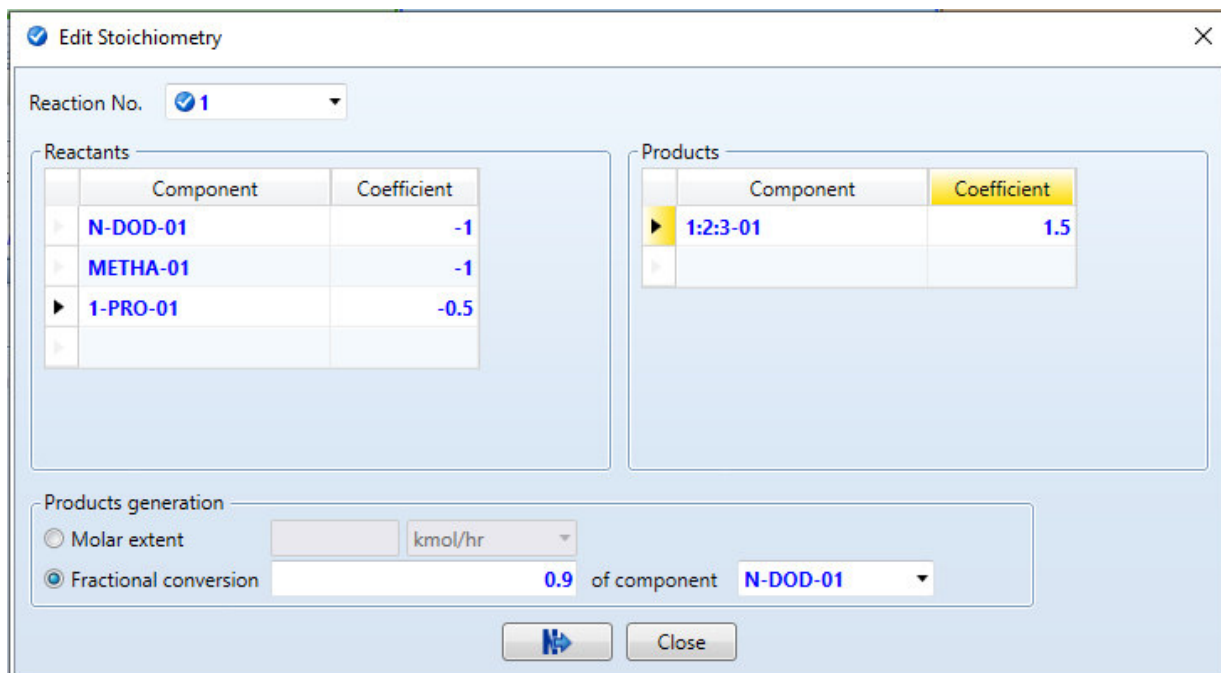 Edit Stoichiometry
Reaction No. 1
Reactants
Component Coefficient
N-DOD-01 -1
METHA-01 -1
1-PRO-01 -0.5
Products
Component Coefficient
1:2:3-01 1.5
Products generation
Molar extent kmol/hr
Fractional conversion 0.9 of component N-DOD-01
N Close